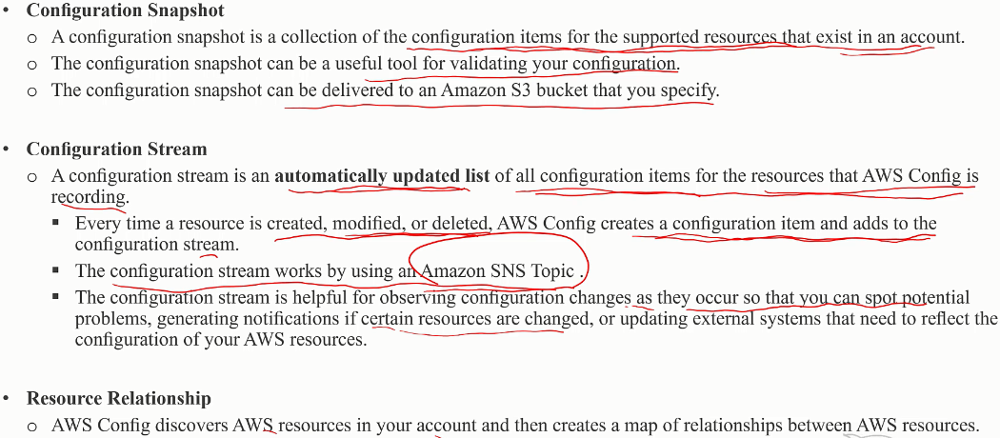 • Configuration Snapshot
o A configuration snapshot is a collection of the configuration items for the supported resources that exist in an account.
o The configuration snapshot can be a useful tool for validating your configuration.
o The configuration snapshot can be delivered to an Amazon S3 bucket that you specify.
• Configuration Stream
o A configuration stream is an automatically updated list of all configuration items for the resources that AWS Config is
recording.
▪ Every time a resource is created, modified, or deleted, AWS Config creates a configuration item and adds to the
configuration stream.
▪ The configuration stream works by using an Amazon SNS Topic .
▪ The configuration stream is helpful for observing configuration changes as they occur so that you can spot potential
problems, generating notifications if certain resources are changed, or updating external systems that need to reflect the
configuration of your AWS resources.
• Resource Relationship
o AWS Config discovers AWS resources in your account and then creates a map of relationships between AWS resources.